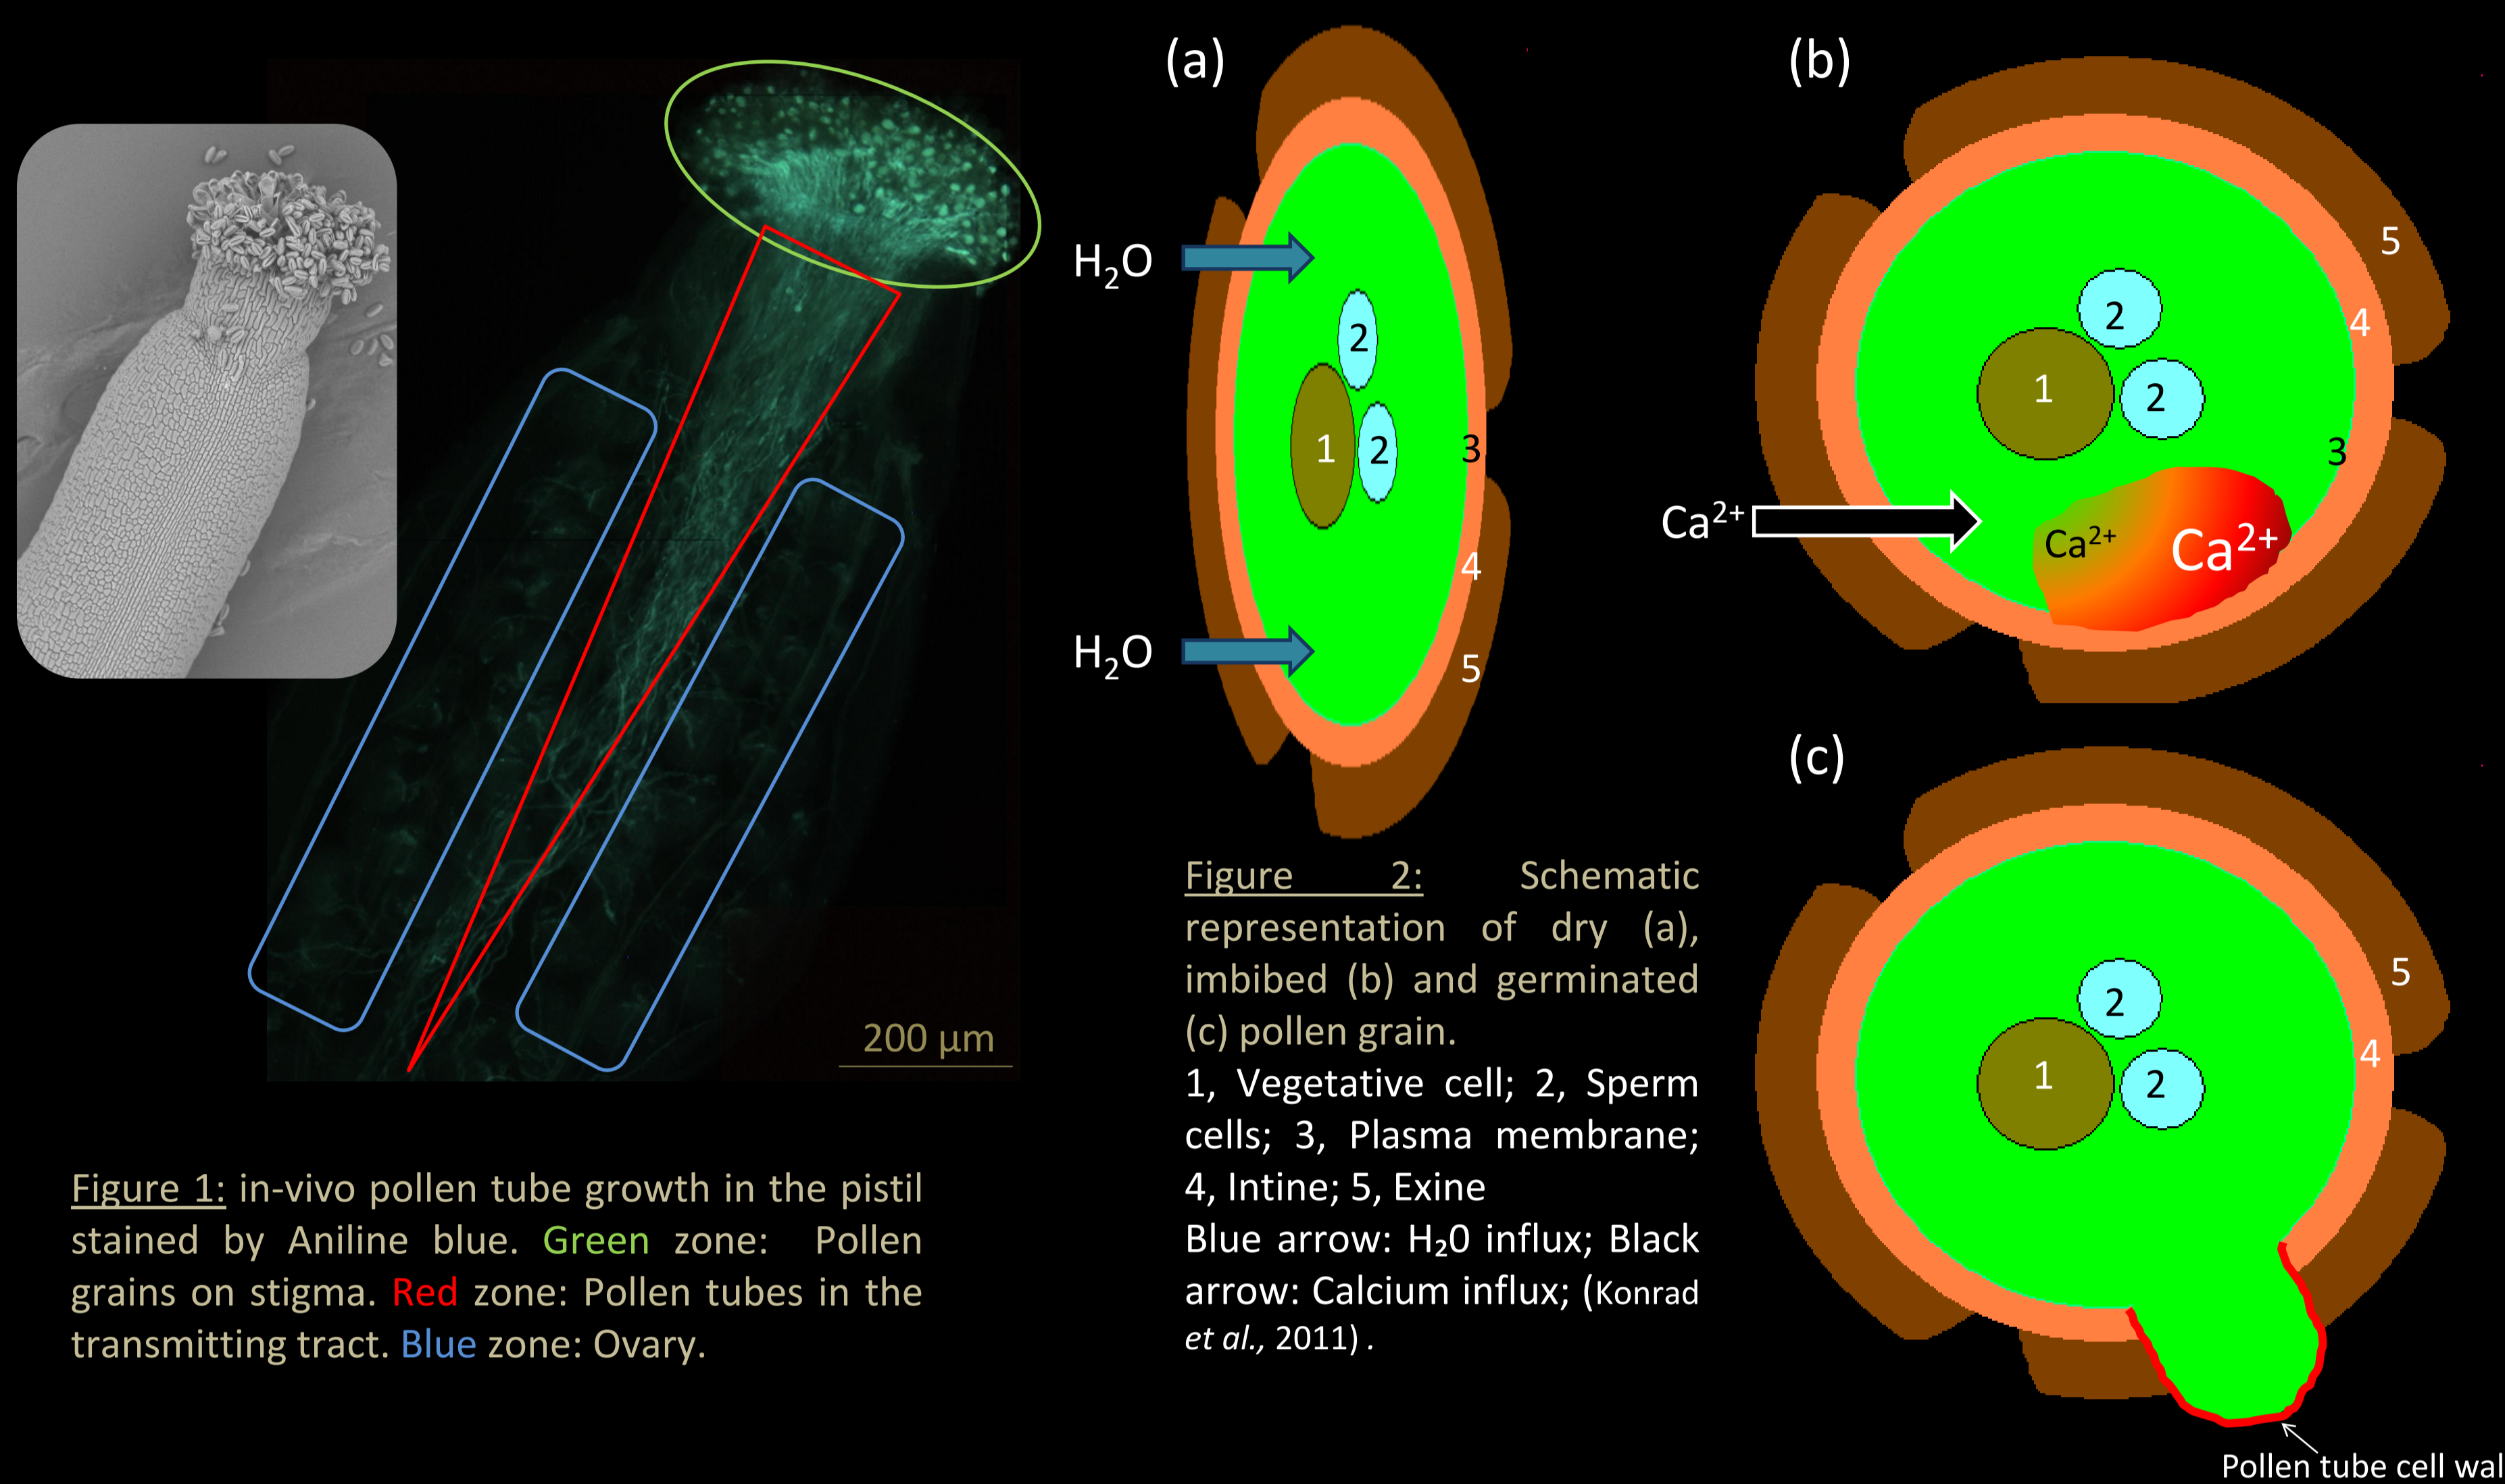 200 µm
Figure 1: in-vivo pollen tube growth in the pistil
stained by Aniline blue. Green zone: Pollen
grains on stigma. Red zone: Pollen tubes in the
transmitting tract. Blue zone: Ovary.
(a)
H₂O
H₂O
2
1
2
3
4
5
Figure 2: Schematic
representation of dry (a),
imbibed (b) and germinated
(c) pollen grain.
1, Vegetative cell; 2, Sperm
cells; 3, Plasma membrane;
4, Intine; 5, Exine
Blue arrow: H₂0 influx; Black
arrow: Calcium influx; (Konrad
et al., 2011) .
(b)
5
2
4
1
2
3
Ca²⁺
Ca²⁺
Ca²⁺
(c)
5
2
4
1
2
Pollen tube cell wal